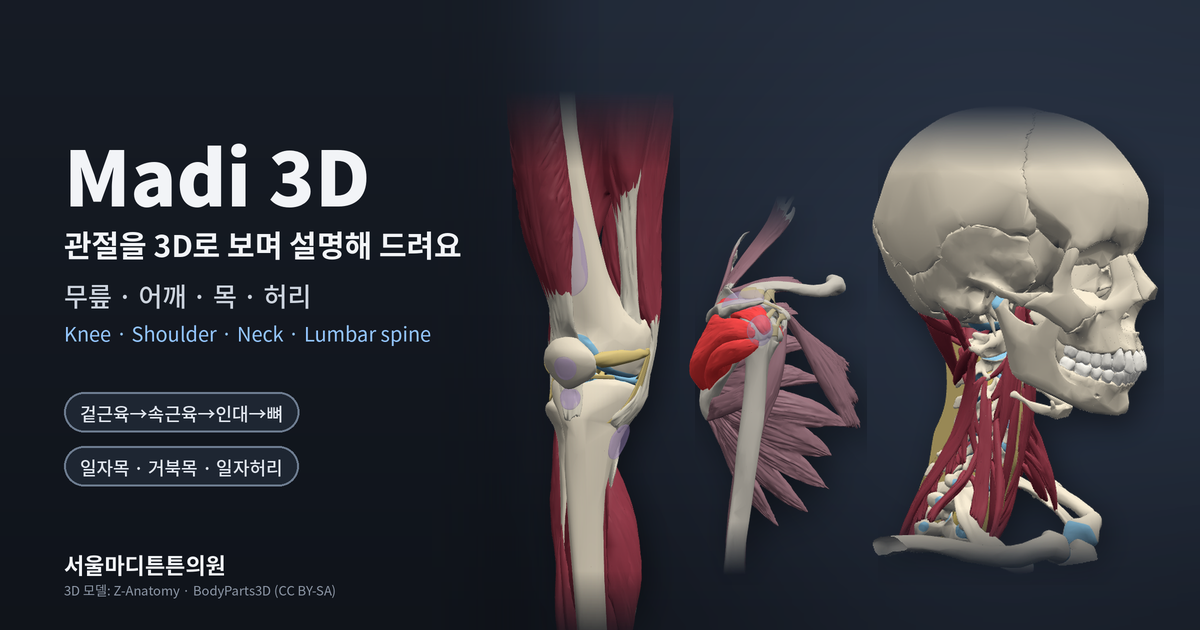 Madi 3D
관절을 3D로 보며 설명해 드려요
무릎 · 어깨 · 목 · 허리
Knee · Shoulder · Neck · Lumbar spine
겉근육→속근육→인대→뼈
일자목 · 거북목 · 일자허리
서울마디튼튼의원
3D 모델: Z-Anatomy · BodyParts3D (CC BY-SA)